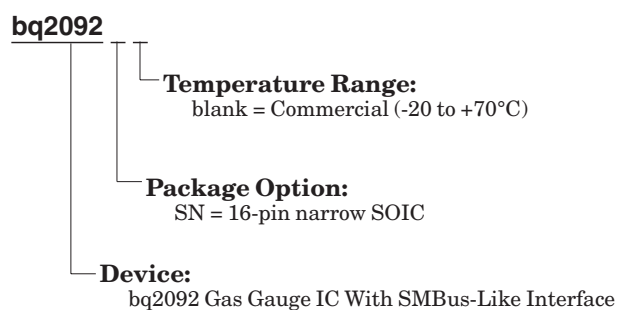 bq2092
Temperature Range:
blank = Commercial (-20 to +70°C)
Package Option:
SN = 16-pin narrow SOIC
Device:
bq2092 Gas Gauge IC With SMBus-Like Interface